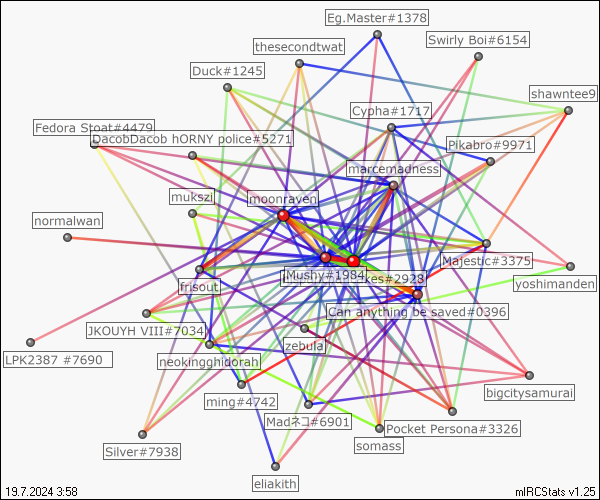 Eg.Master#1378
Swirly Boi#6154
thesecondtwat
Duck#1245
shawntee9
Cypha#1717
Fedora Stoat#4479
DacobDacob hORNY police#5271
Pikabro#9971
marcemadness
mukszi
moonraven
normalwan
Majestic#3375
Mushy#1984
kes#2928
frisout
yoshimanden
Can anything be saved#0396
JKOUYH VIII#7034
zebula
LPK2387 #7690
neokingghidorah
bigcitysamurai
ming#4742
Madネコ#6901
Pocket Persona#3326
somass
Silver#7938
eliakith
19.7.2024 3:58
mIRCStats v1.25